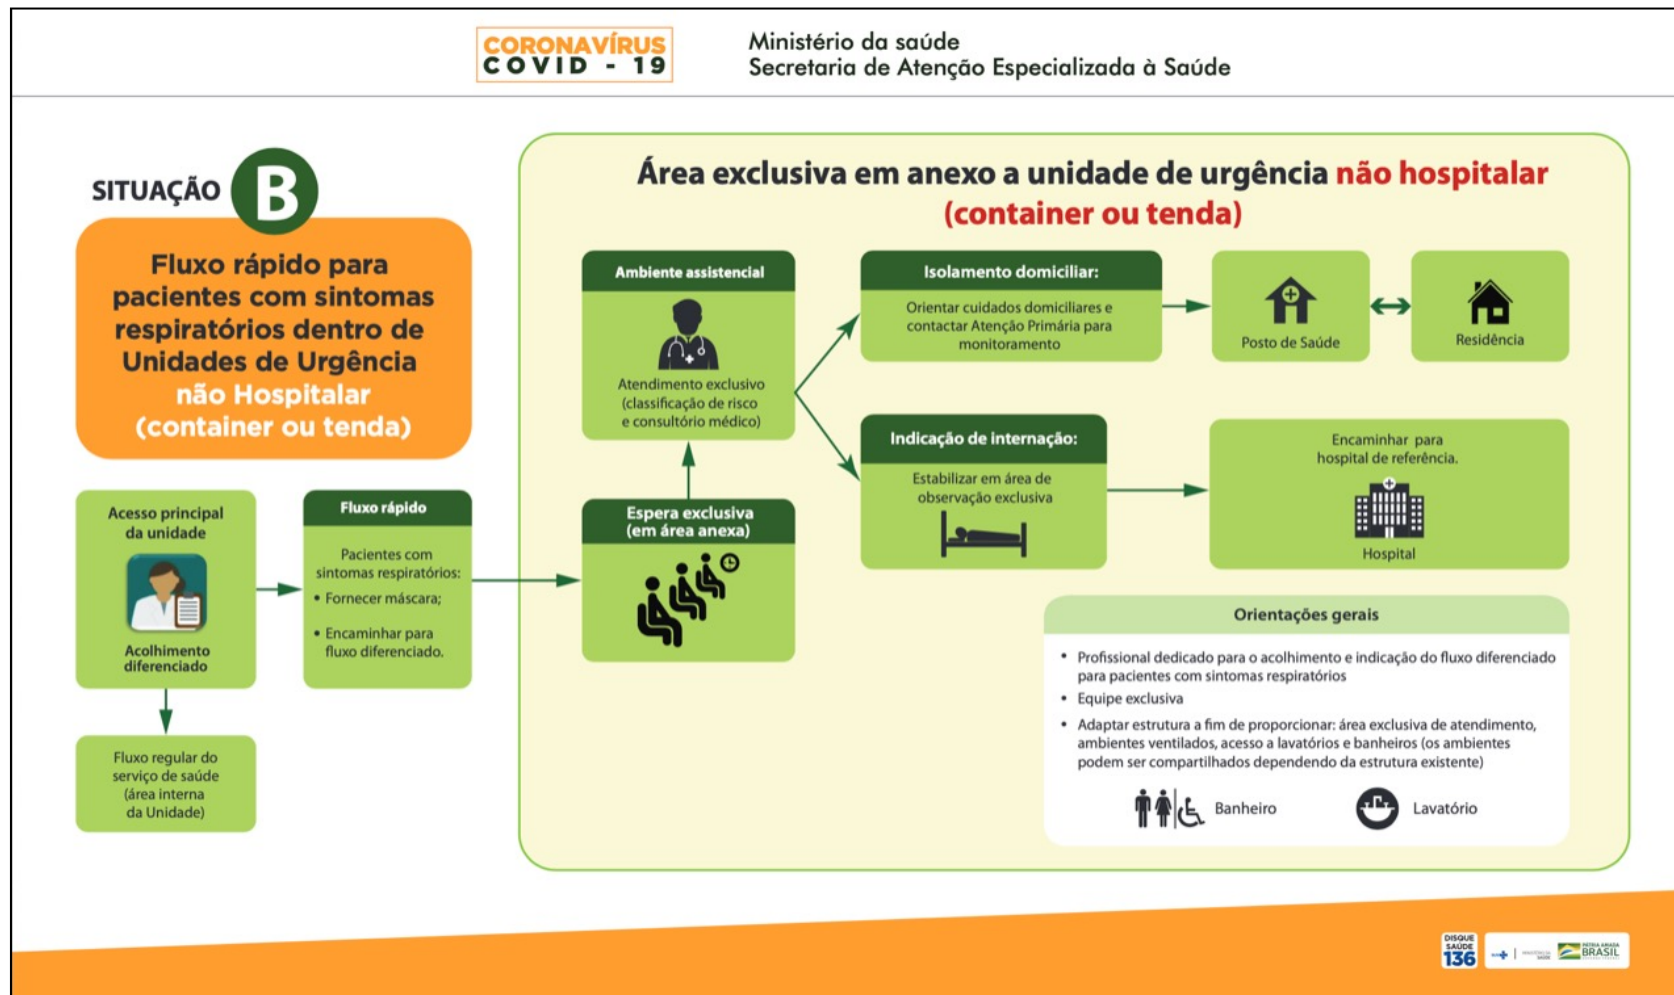 CORONAVÍRUS
COVID - 19
Ministério da saúde
Secretaria de Atenção Especializada à Saúde
SITUAÇÃO B
Fluxo rápido para
pacientes com sintomas
respiratórios dentro de
Unidades de Urgência
não Hospitalar
(container ou tenda)
Acesso principal
da unidade
Acolhimento
diferenciado
Fluxo regular do
serviço de saúde
(área interna
da Unidade)
Fluxo rápido
Pacientes com
sintomas respiratórios:
• Fornecer máscara;
• Encaminhar para
fluxo diferenciado.
Área exclusiva em anexo a unidade de urgência não hospitalar
(container ou tenda)
Espera exclusiva
(em área anexa)
Ambiente assistencial
Atendimento exclusivo
(classificação de risco
e consultório médico)
Isolamento domiciliar:
Orientar cuidados domiciliares e
contactar Atenção Primária para
monitoramento
Posto de Saúde
Residência
Indicação de internação:
Estabilizar em área de
observação exclusiva
Encaminhar para
hospital de referência.
Hospital
Orientações gerais
• Profissional dedicado para o acolhimento e indicação do fluxo diferenciado
para pacientes com sintomas respiratórios
• Equipe exclusiva
• Adaptar estrutura a fim de proporcionar: área exclusiva de atendimento,
ambientes ventilados, acesso a lavatórios e banheiros (os ambientes
podem ser compartilhados dependendo da estrutura existente)
Banheiro
Lavatório
DISQUE
SAÚDE
136
MINISTÉRIO DA
SAÚDE
PÁTRIA AMADA
BRASIL